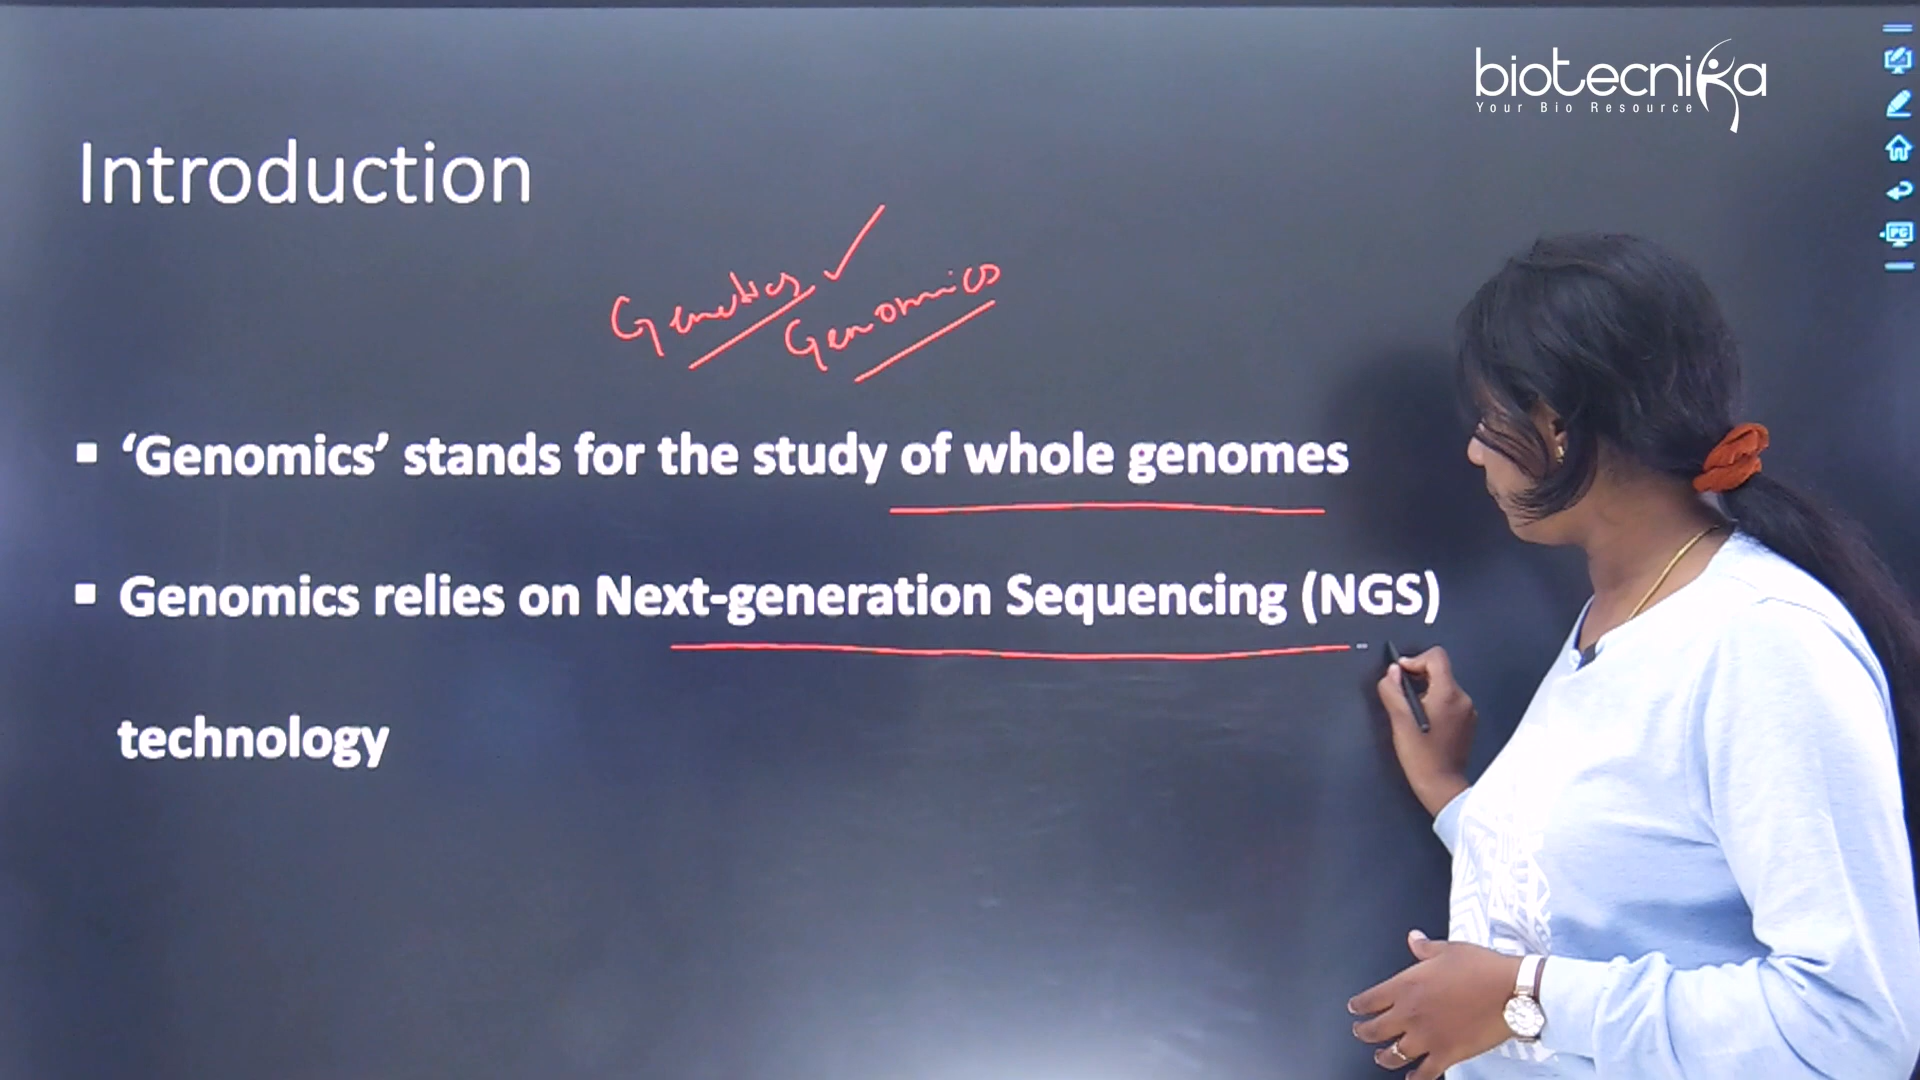 biotecnika
Your Bio Resource
Introduction
Genetics ✓
Genomics
▪ ‘Genomics’ stands for the study of whole genomes
▪ Genomics relies on Next-generation Sequencing (NGS)
technology
PC